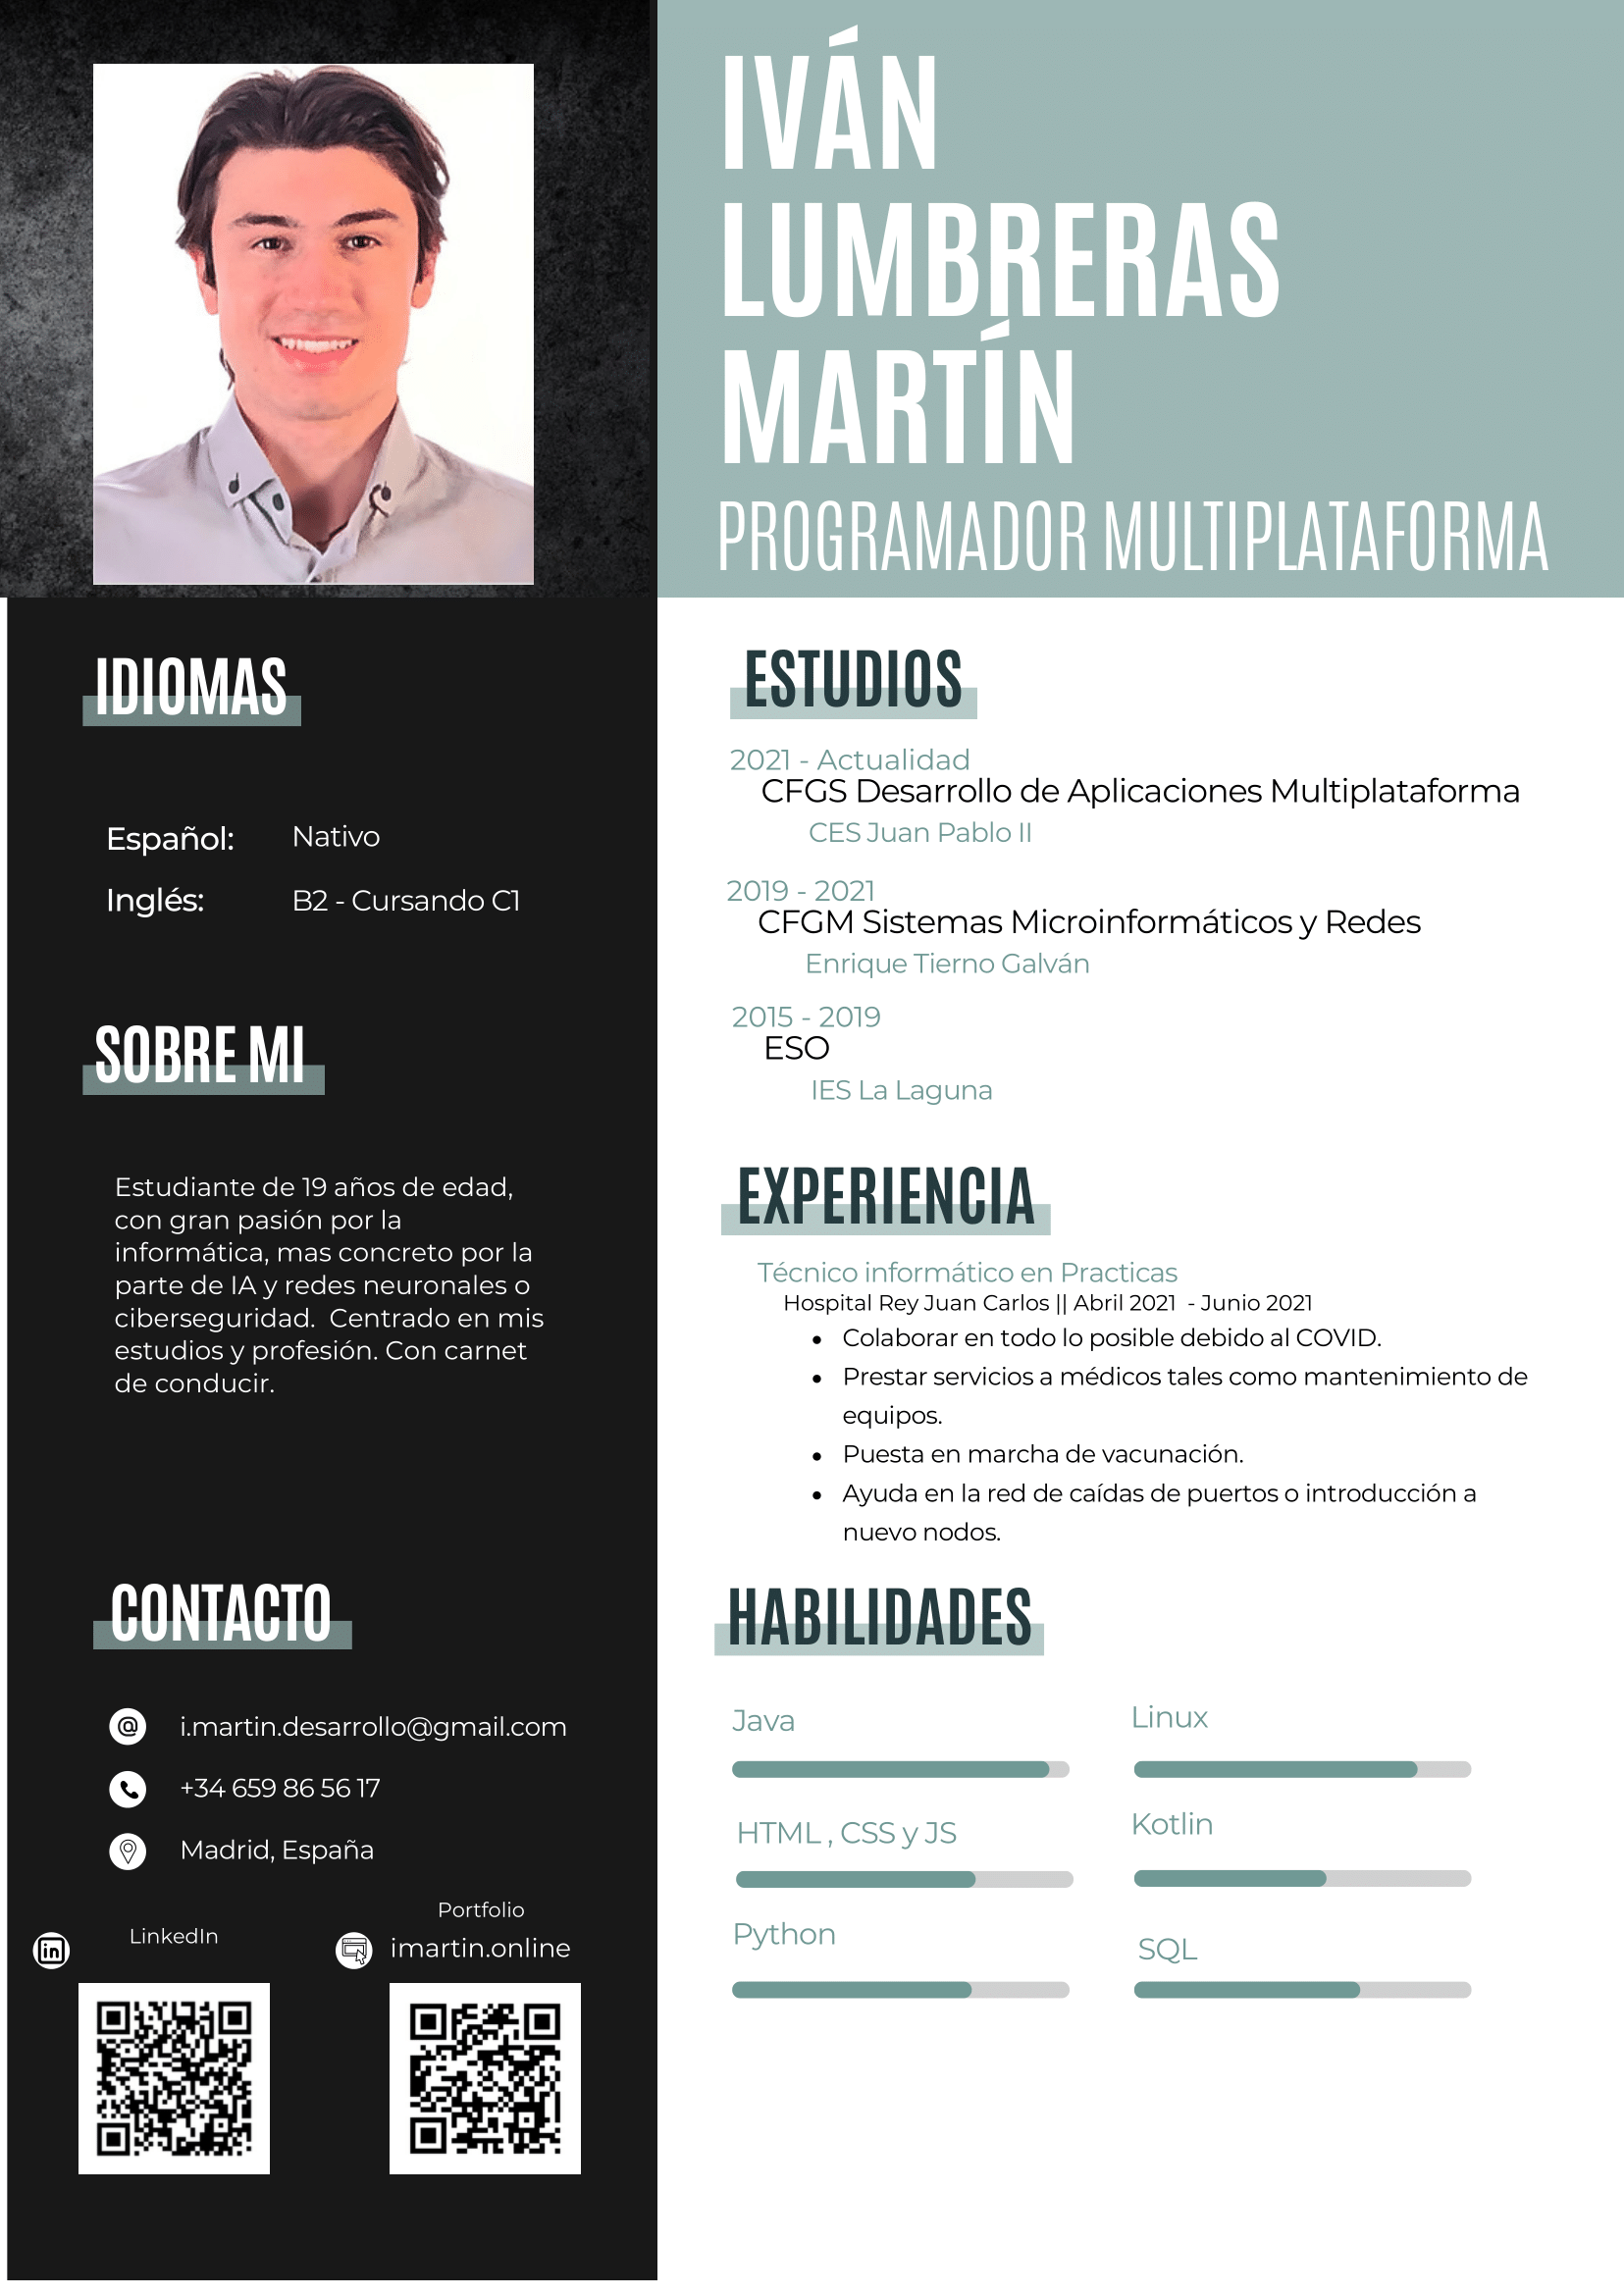 IVÁN
LUMBRERAS
MARTÍN
PROGRAMADOR MULTIPLATAFORMA
IDIOMAS
Español: Nativo
Inglés: B2 - Cursando C1
SOBRE MI
Estudiante de 19 años de edad,
con gran pasión por la
informática, mas concreto por la
parte de IA y redes neuronales o
ciberseguridad.  Centrado en mis
estudios y profesión. Con carnet
de conducir.
CONTACTO
i.martin.desarrollo@gmail.com
+34 659 86 56 17
Madrid, España
LinkedIn
Portfolio
imartin.online
ESTUDIOS
2021 - Actualidad
CFGS Desarrollo de Aplicaciones Multiplataforma
CES Juan Pablo II
2019 - 2021
CFGM Sistemas Microinformáticos y Redes
Enrique Tierno Galván
2015 - 2019
ESO
IES La Laguna
EXPERIENCIA
Técnico informático en Practicas
Hospital Rey Juan Carlos || Abril 2021  - Junio 2021
• Colaborar en todo lo posible debido al COVID.
• Prestar servicios a médicos tales como mantenimiento de
equipos.
• Puesta en marcha de vacunación.
• Ayuda en la red de caídas de puertos o introducción a
nuevo nodos.
HABILIDADES
Java
Linux
HTML , CSS y JS
Kotlin
Python
SQL